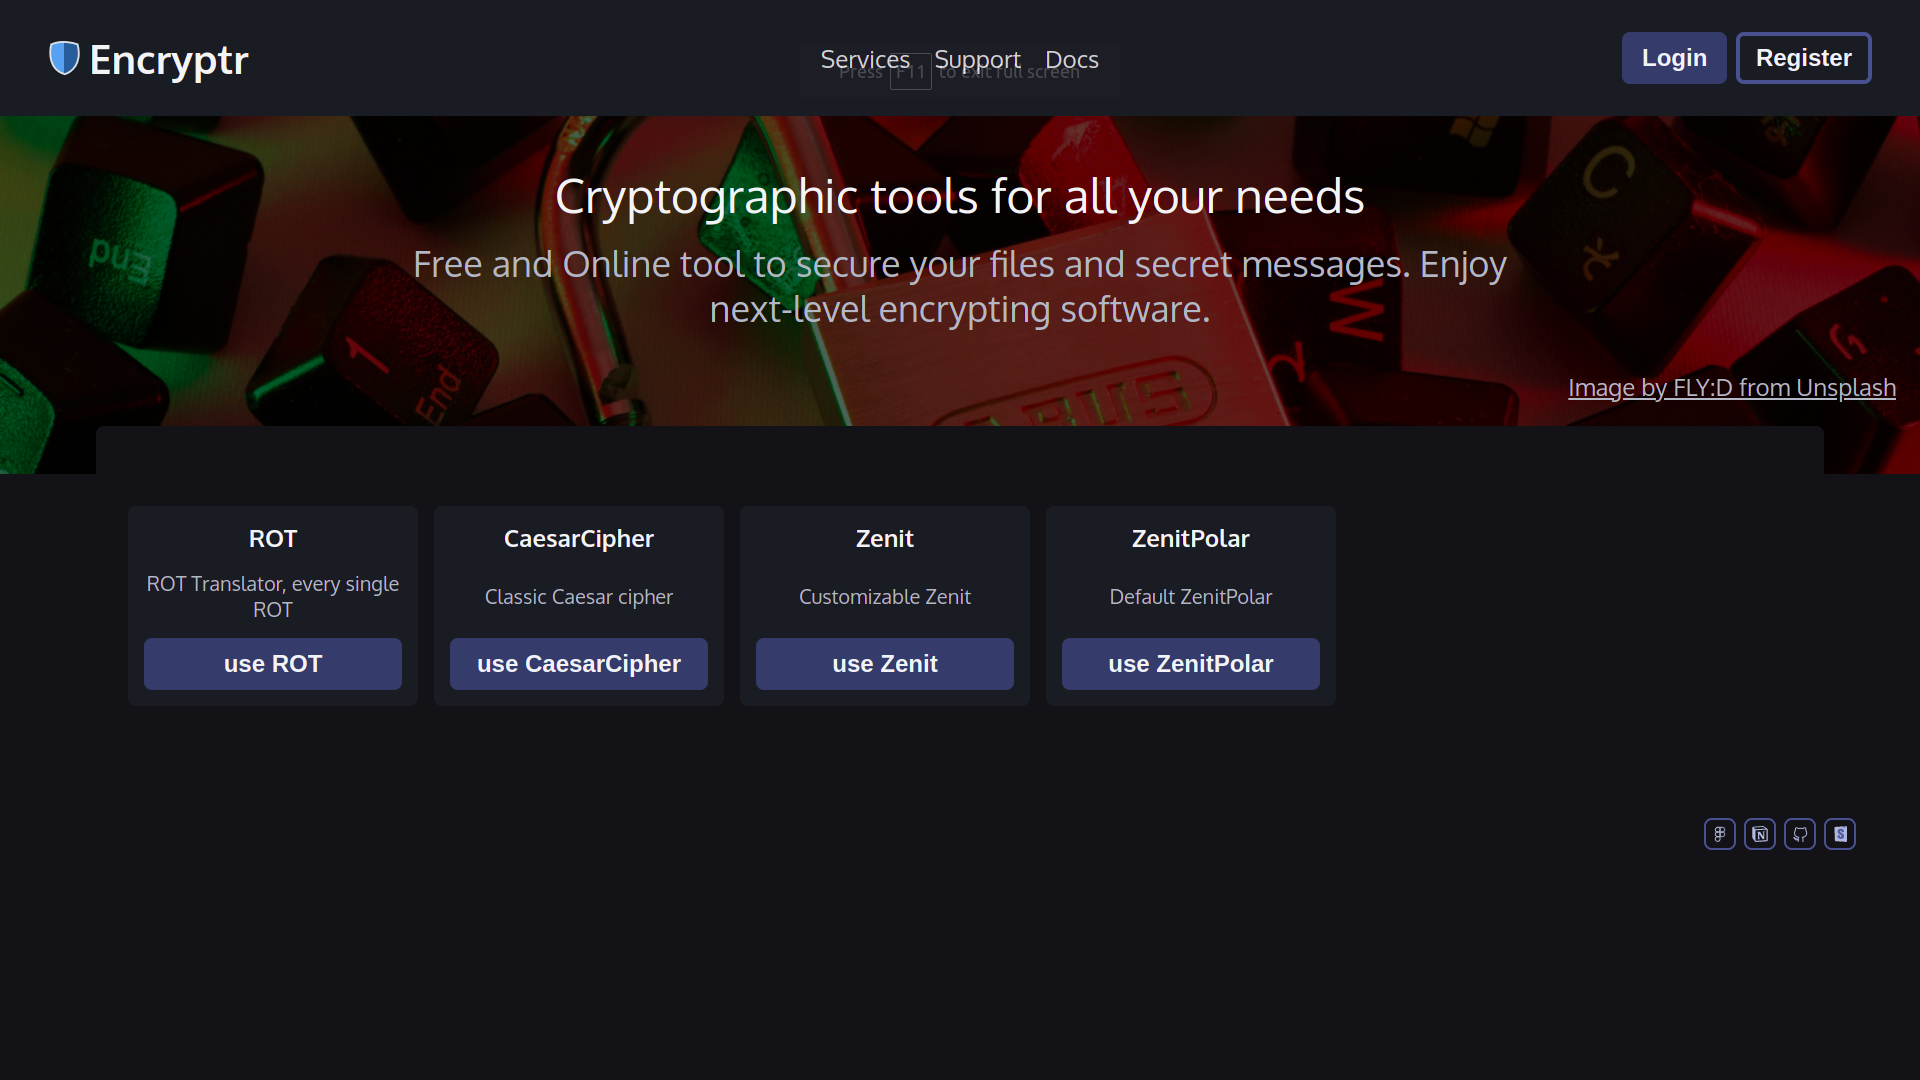 Encryptr
Services Support Docs
Press F11 to exit full screen
Login
Register
Cryptographic tools for all your needs
Free and Online tool to secure your files and secret messages. Enjoy
next-level encrypting software.
End
1
End
W
C
Image by FLY:D from Unsplash
ROT
ROT Translator, every single
ROT
use ROT
CaesarCipher
Classic Caesar cipher
use CaesarCipher
Zenit
Customizable Zenit
use Zenit
ZenitPolar
Default ZenitPolar
use ZenitPolar